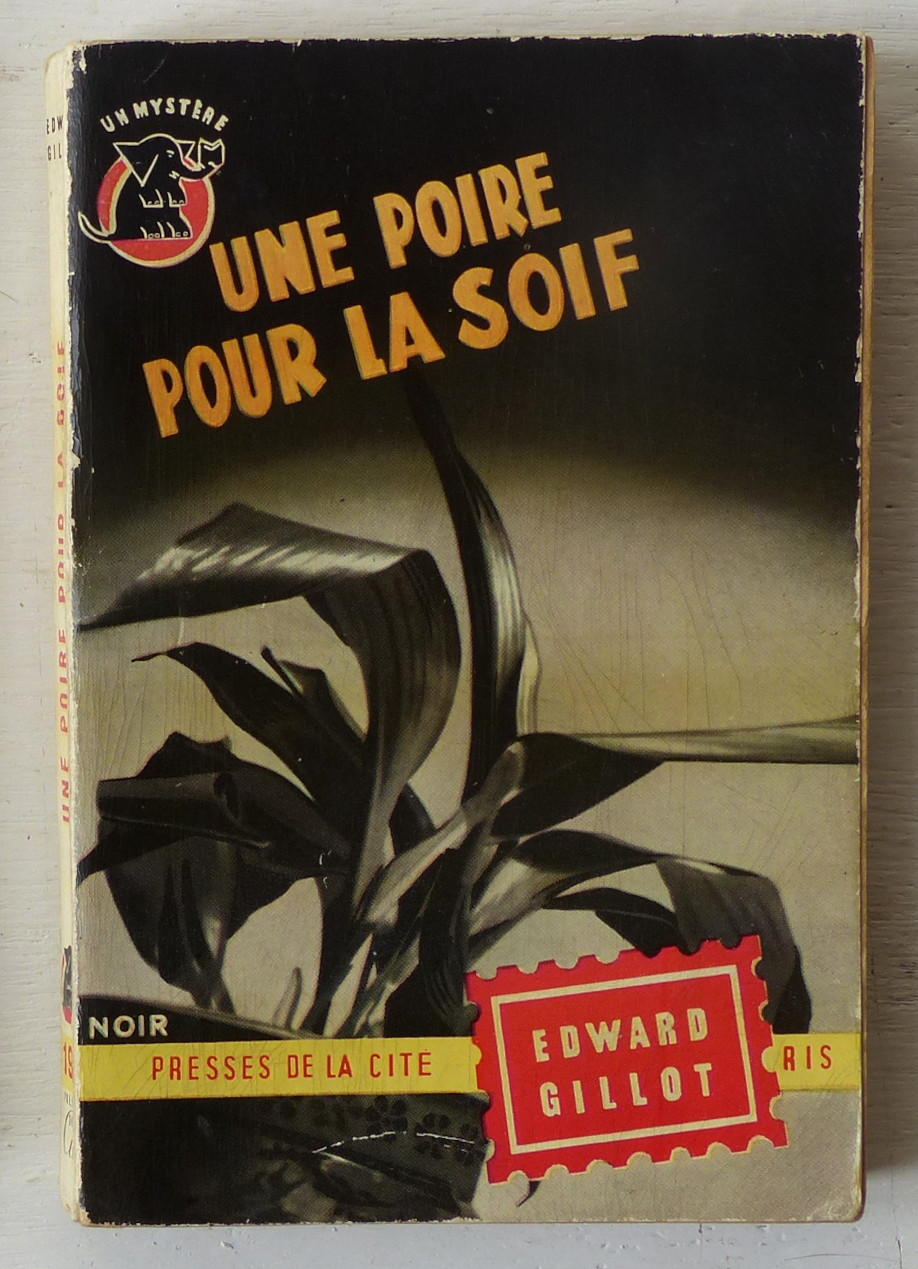 UN MYSTÈRE
UNE POIRE
POUR LA SOIF
NOIR
PRESSES DE LA CITÉ
RIS
EDWARD
GILLOT
EDW
GIL
UNE POIRE POUR LA SOIF